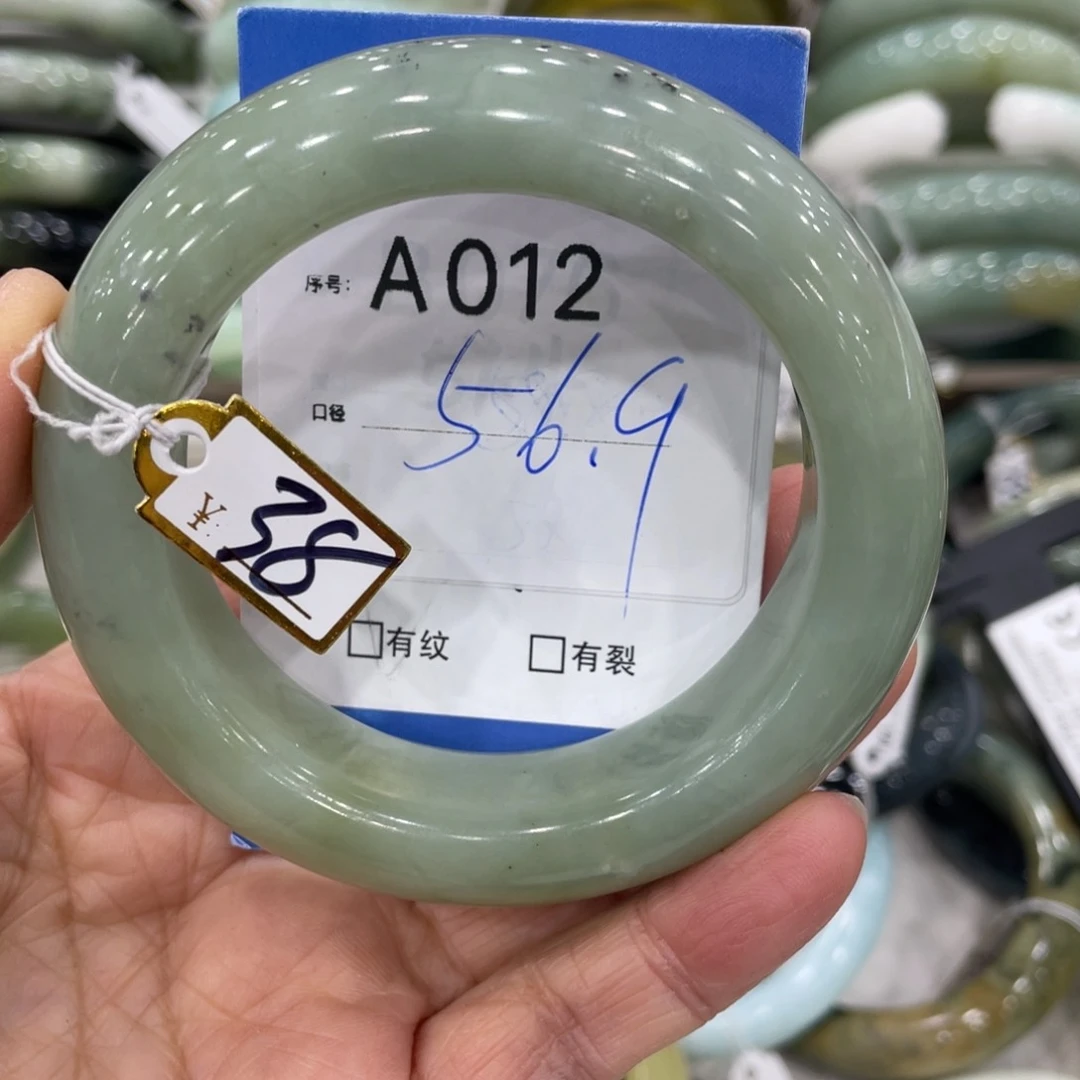 序号: A012
口径 56.9
¥ 38
□有纹 □有裂